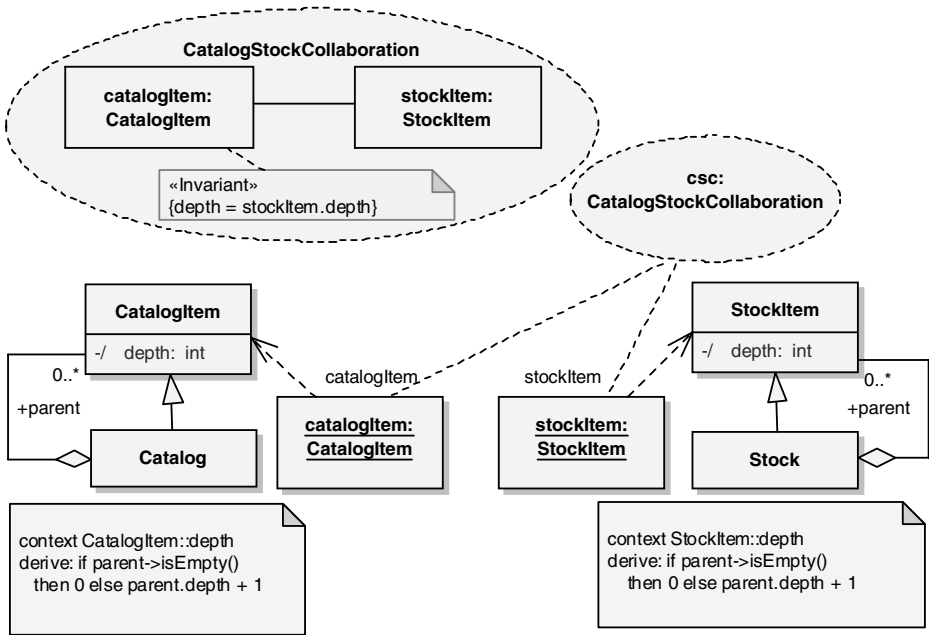 CatalogStockCollaboration
catalogItem:
CatalogItem
stockItem:
StockItem
«Invariant»
{depth = stockItem.depth}
csc:
CatalogStockCollaboration
CatalogItem
-/ depth: int
0..*
+parent
Catalog
catalogItem
catalogItem:
CatalogItem
stockItem
stockItem:
StockItem
StockItem
-/ depth: int
0..*
+parent
Stock
context CatalogItem::depth
derive: if parent->isEmpty()
then 0 else parent.depth + 1
context StockItem::depth
derive: if parent->isEmpty()
then 0 else parent.depth + 1